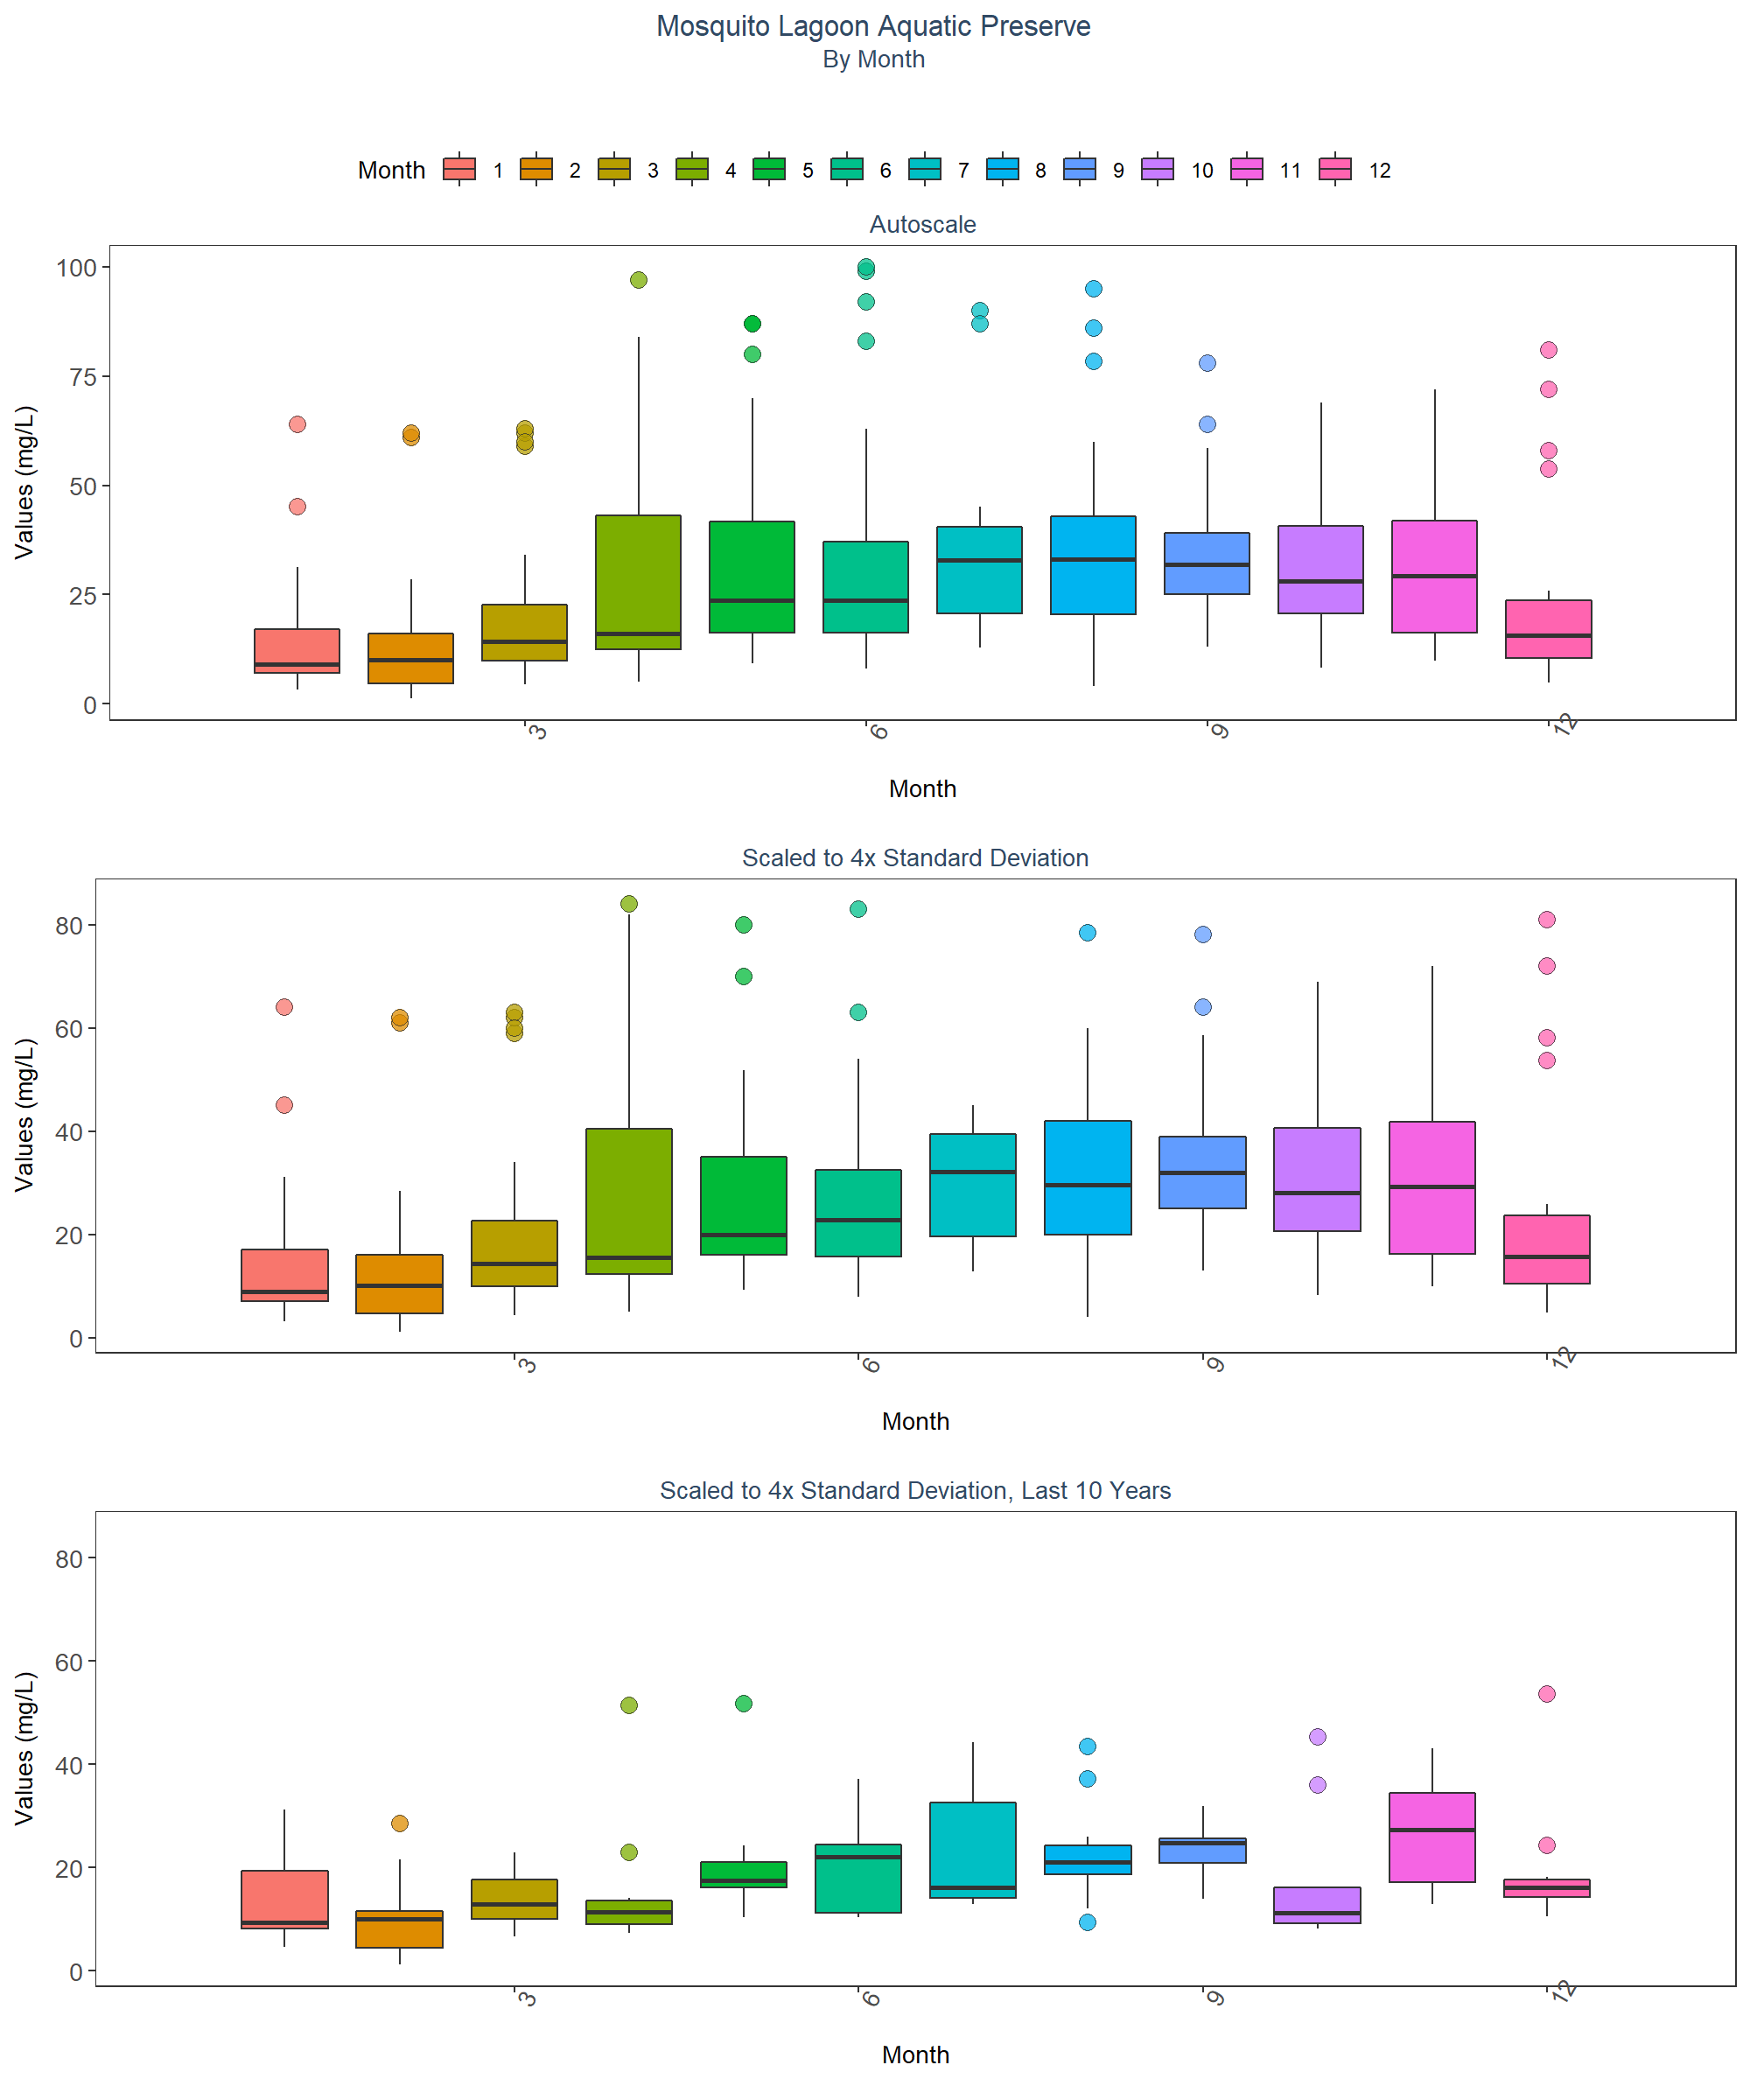 Mosquito Lagoon Aquatic Preserve
By Month
Month 1 2 3 4 5 6 7 8 9 10 11 12
Autoscale
Values (mg/L)
100
75
50
25
0
3 6 9 12
Month
Scaled to 4x Standard Deviation
Values (mg/L)
80
60
40
20
0
3 6 9 12
Month
Scaled to 4x Standard Deviation, Last 10 Years
Values (mg/L)
80
60
40
20
0
3 6 9 12
Month